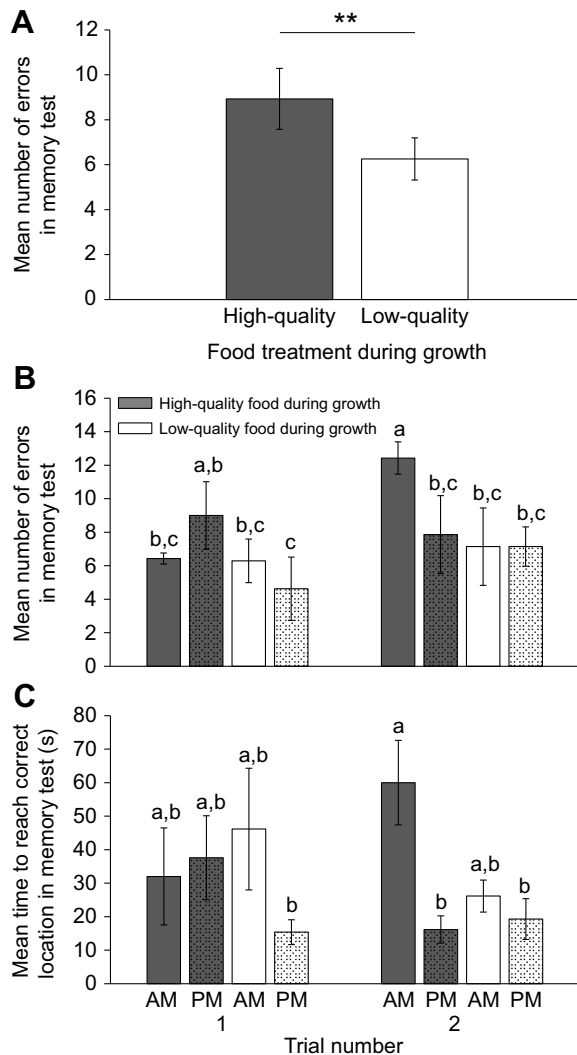 A
**
Mean number of errors
in memory test
12
10
8
6
4
2
0
High-quality Low-quality
Food treatment during growth
B
High-quality food during growth
Low-quality food during growth
Mean number of errors
in memory test
16
14
12
10
8
6
4
2
0
b,c a,b b,c c a b,c b,c b,c
C
Mean time to reach correct
location in memory test (s)
80
70
60
50
40
30
20
10
0
a,b a,b a,b b a b a,b b
AM PM AM PM AM PM AM PM
1 2
Trial number